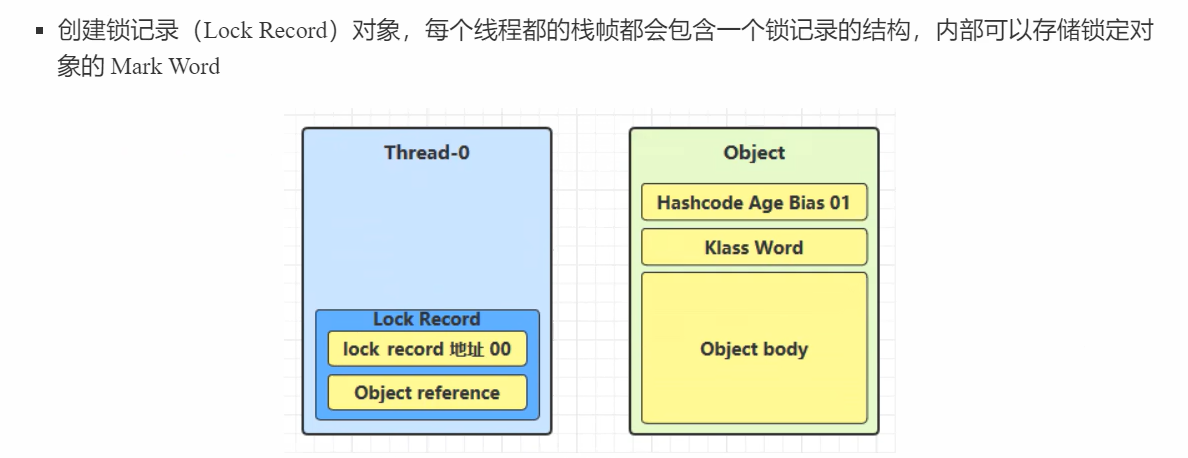 ▪ 创建锁记录（Lock Record）对象，每个线程都的栈帧都会包含一个锁记录的结构，内部可以存储锁定对
象的 Mark Word
Thread-0
Lock Record
lock record 地址 00
Object reference
Object
Hashcode Age Bias 01
Klass Word
Object body